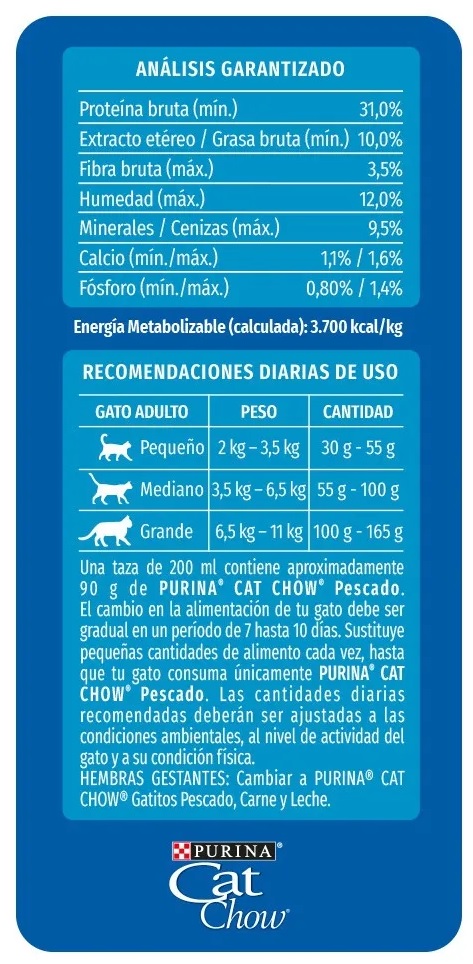 ANÁLISIS GARANTIZADO
Proteína bruta (mín.) 31,0%
Extracto etéreo / Grasa bruta (mín.) 10,0%
Fibra bruta (máx.) 3,5%
Humedad (máx.) 12,0%
Minerales / Cenizas (máx.) 9,5%
Calcio (mín./máx.) 1,1% / 1,6%
Fósforo (mín./máx.) 0,80% / 1,4%
Energía Metabolizable (calculada): 3.700 kcal/kg
RECOMENDACIONES DIARIAS DE USO
GATO ADULTO PESO CANTIDAD
Pequeño 2 kg – 3,5 kg 30 g - 55 g
Mediano 3,5 kg – 6,5 kg 55 g - 100 g
Grande 6,5 kg – 11 kg 100 g - 165 g
Una taza de 200 ml contiene aproximadamente
90 g de PURINA® CAT CHOW® Pescado.
El cambio en la alimentación de tu gato debe ser
gradual en un período de 7 hasta 10 días. Sustituye
pequeñas cantidades de alimento cada vez, hasta
que tu gato consuma únicamente PURINA® CAT
CHOW® Pescado. Las cantidades diarias
recomendadas deberán ser ajustadas a las
condiciones ambientales, al nivel de actividad del
gato y a su condición física.
HEMBRAS GESTANTES: Cambiar a PURINA® CAT
CHOW® Gatitos Pescado, Carne y Leche.
PURINA®
Cat
Chow®